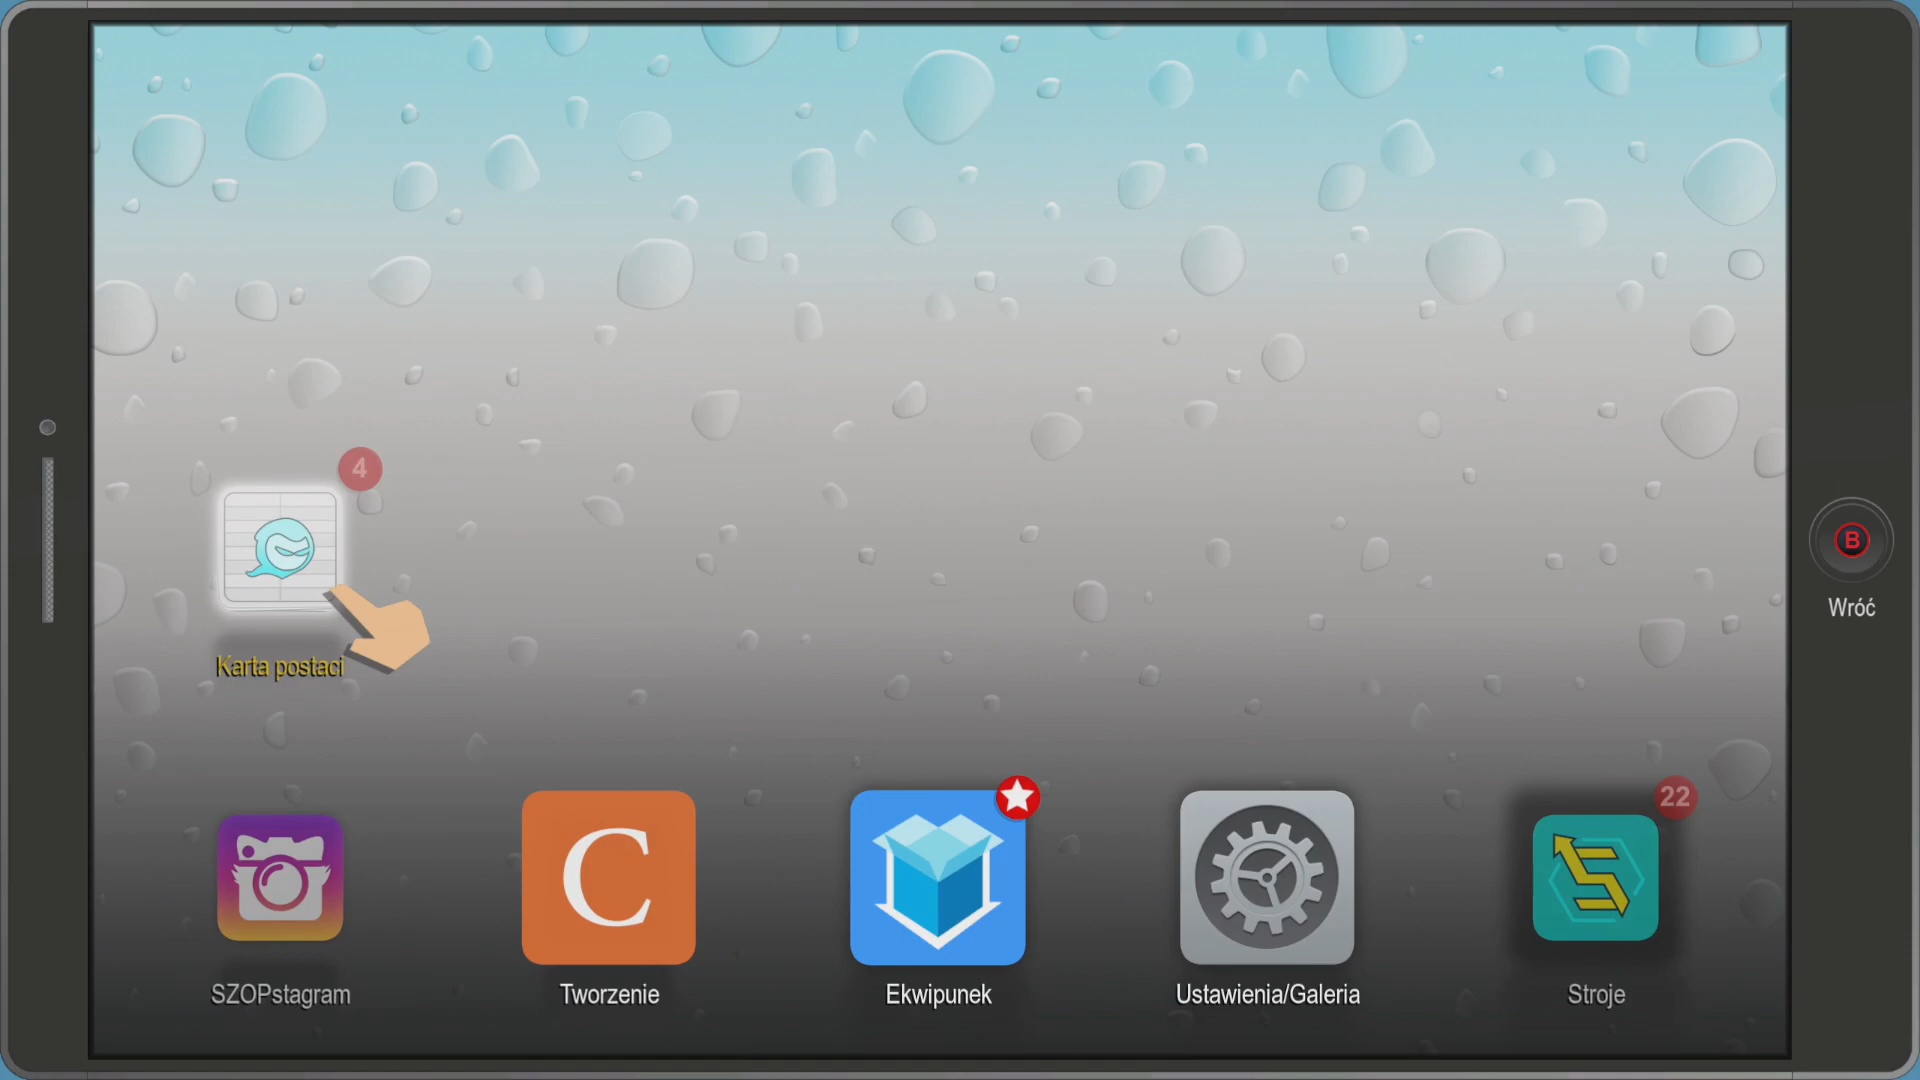 4
B
Wróć
Karta postaci
22
C
SZOPstagram
Tworzenie
Ekwipunek
Ustawienia/Galeria
Stroje